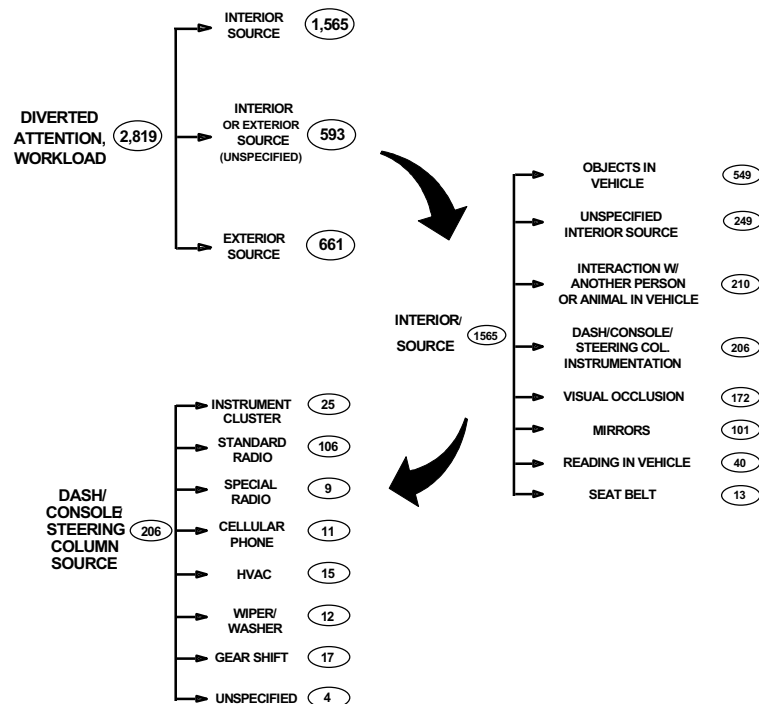 DIVERTED
ATTENTION,
WORKLOAD
2,819
INTERIOR
SOURCE
1,565
INTERIOR
OR EXTERIOR
SOURCE
(UNSPECIFIED)
593
EXTERIOR
SOURCE
661
INTERIOR/
SOURCE
1565
OBJECTS IN
VEHICLE
549
UNSPECIFIED
INTERIOR SOURCE
249
INTERACTION W/
ANOTHER PERSON
OR ANIMAL IN VEHICLE
210
DASH/CONSOLE/
STEERING COL.
INSTRUMENTATION
206
VISUAL OCCLUSION
172
MIRRORS
101
READING IN VEHICLE
40
SEAT BELT
13
DASH/
CONSOLE/
STEERING
COLUMN
SOURCE
206
INSTRUMENT
CLUSTER
25
STANDARD
RADIO
106
SPECIAL
RADIO
9
CELLULAR
PHONE
11
HVAC
15
WIPER/
WASHER
12
GEAR SHIFT
17
UNSPECIFIED
4